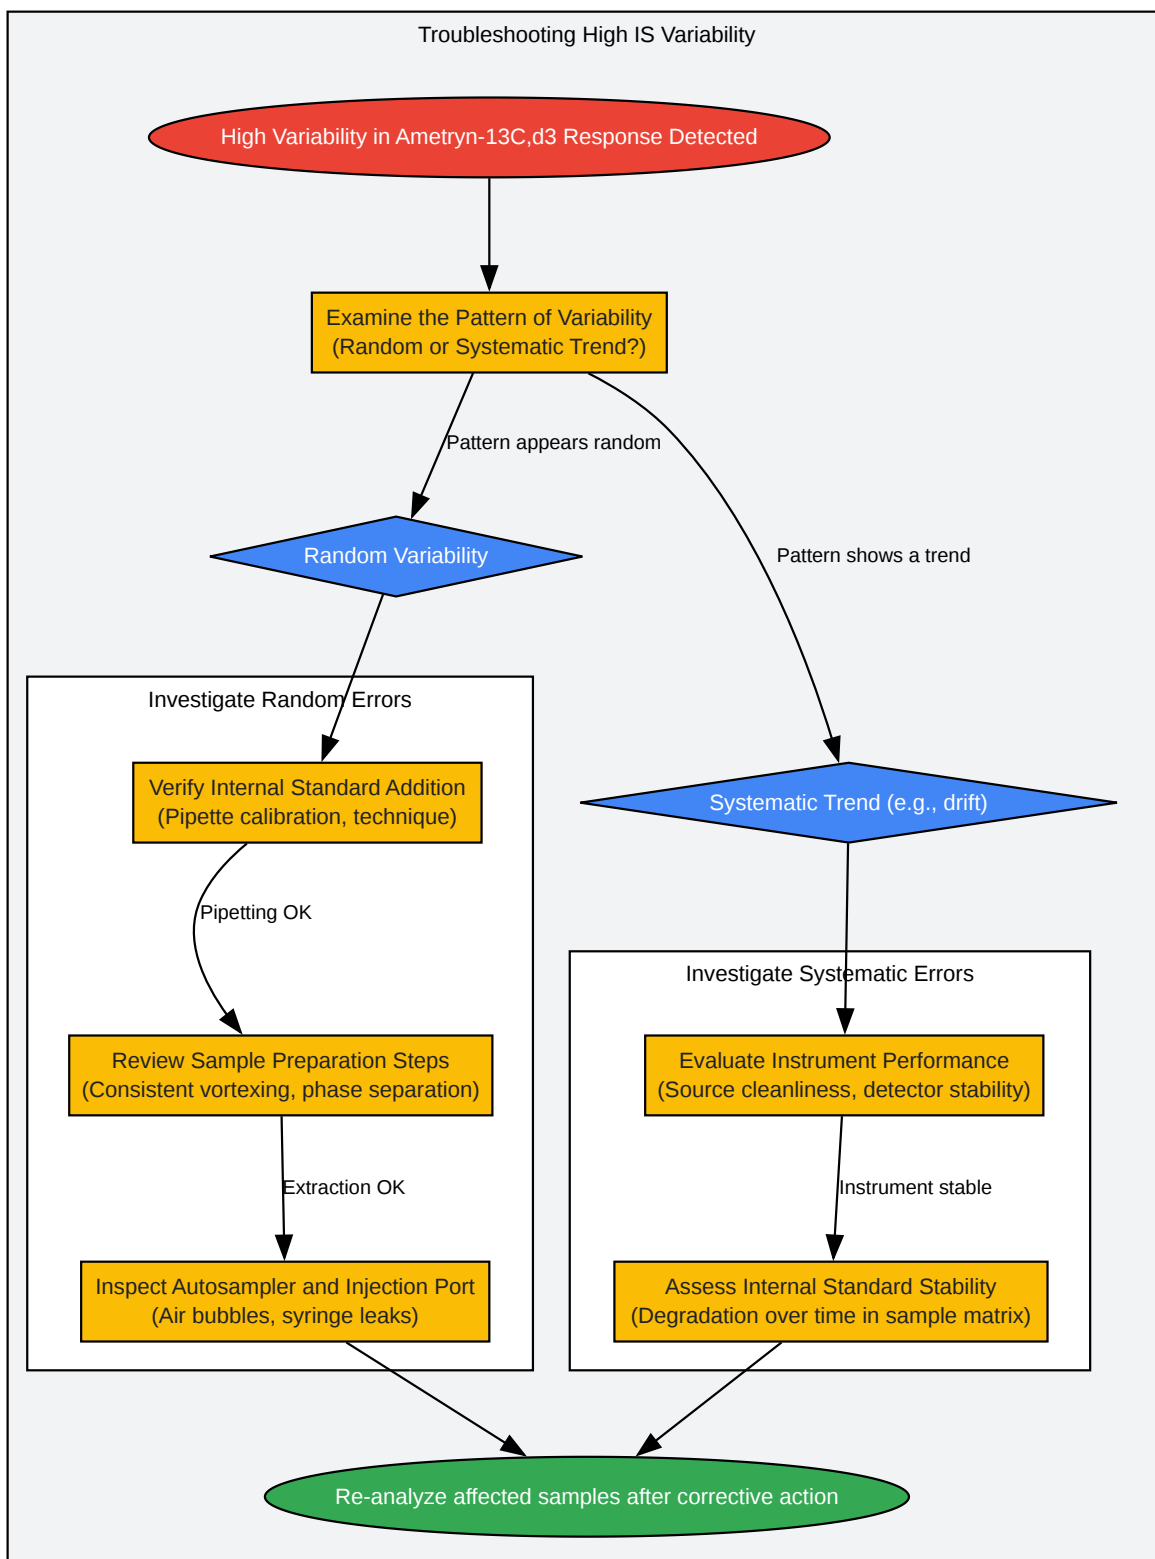 Troubleshooting High IS Variability
High Variability in Ametryn-13C,d3 Response Detected
Examine the Pattern of Variability
(Random or Systematic Trend?)
Pattern appears random
Pattern shows a trend
Random Variability
Investigate Random Errors
Verify Internal Standard Addition
(Pipette calibration, technique)
Systematic Trend (e.g., drift)
Pipetting OK
Investigate Systematic Errors
Review Sample Preparation Steps
(Consistent vortexing, phase separation)
Evaluate Instrument Performance
(Source cleanliness, detector stability)
Extraction OK
Instrument stable
Inspect Autosampler and Injection Port
(Air bubbles, syringe leaks)
Assess Internal Standard Stability
(Degradation over time in sample matrix)
Re-analyze affected samples after corrective action